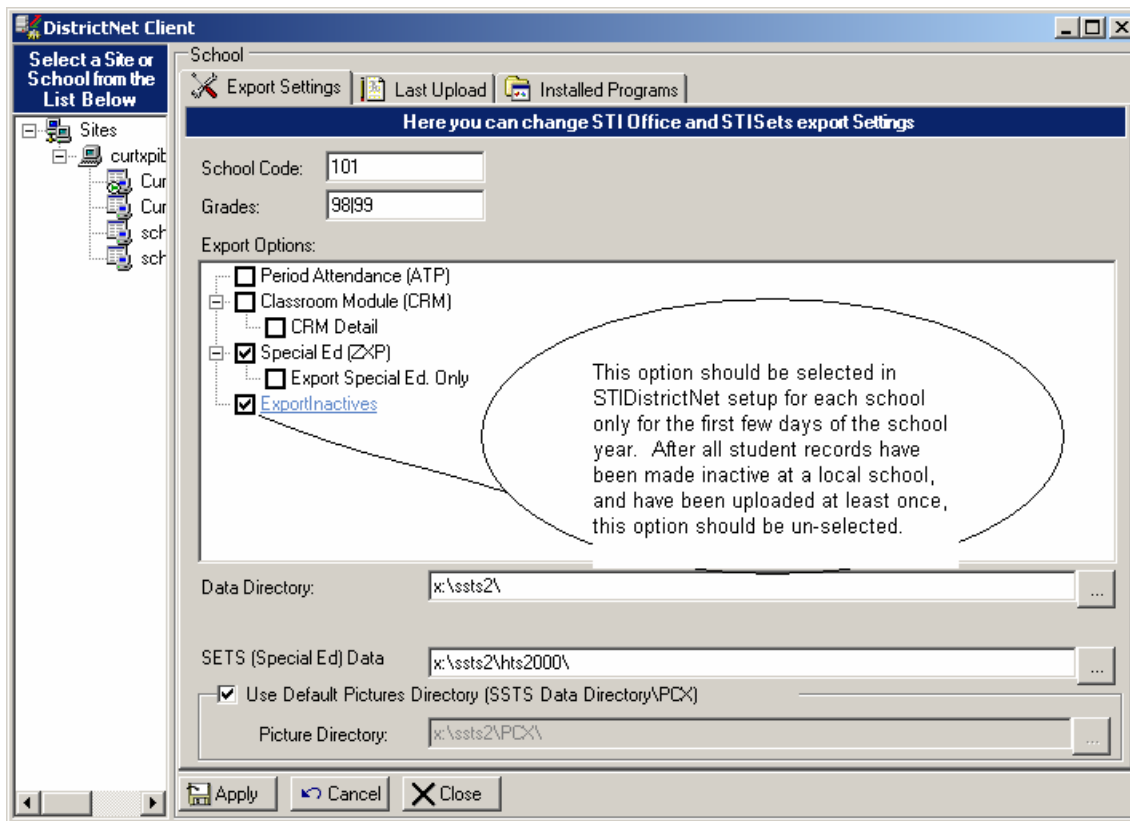 DistrictNet Client
Select a Site or
School from the
List Below
Sites
curtxpib
Cur
Cur
sch
sch
School
Export Settings
Last Upload
Installed Programs
Here you can change STI Office and STISets export Settings
School Code:
101
Grades:
98|99
Export Options:
Period Attendance (ATP)
Classroom Module (CRM)
CRM Detail
Special Ed (ZXP)
Export Special Ed. Only
ExportInactives
This option should be selected in
STIDistrictNet setup for each school
only for the first few days of the school
year. After all student records have
been made inactive at a local school,
and have been uploaded at least once,
this option should be un-selected.
Data Directory:
x:\ssts2\
...
SETS (Special Ed) Data
x:\ssts2\hts2000\
...
Use Default Pictures Directory (SSTS Data Directory\PCX)
Picture Directory:
x:\ssts2\PCX\
...
Apply
Cancel
Close